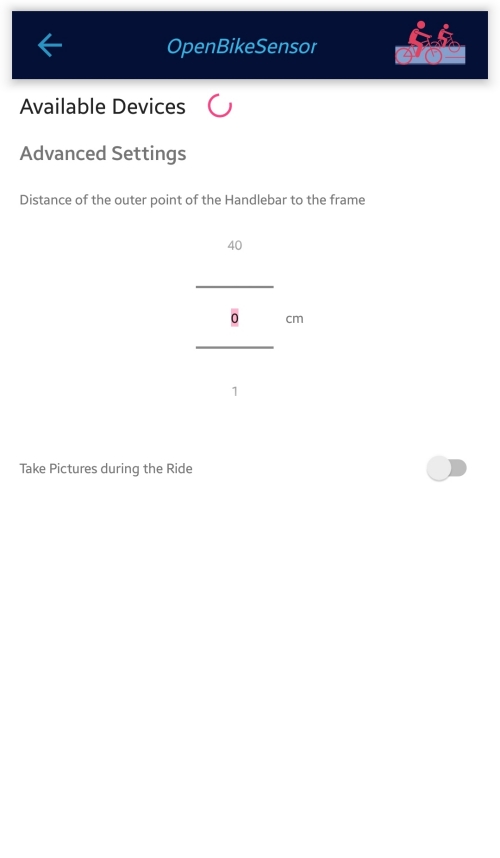 OpenBikeSensor
Available Devices
Advanced Settings
Distance of the outer point of the Handlebar to the frame
40
0 cm
1
Take Pictures during the Ride